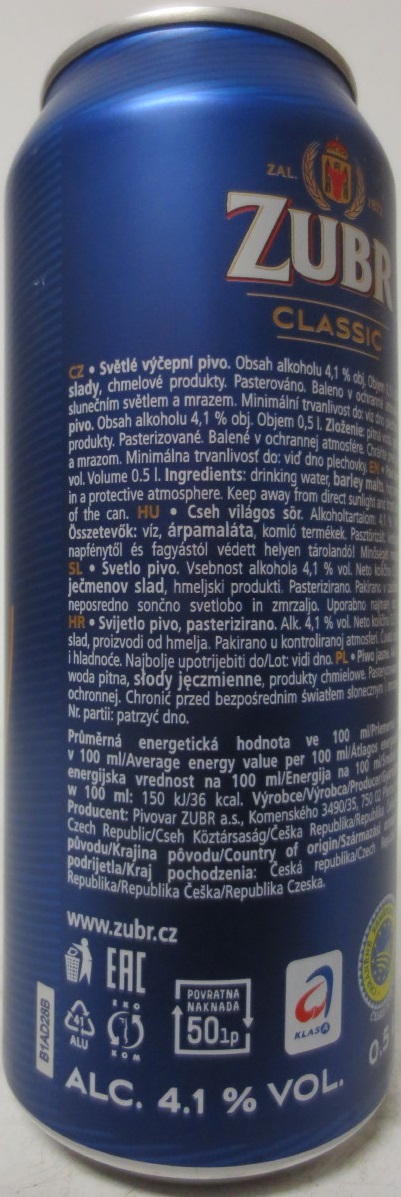 ZAL.
ZUBR
CLASSIC
CZ • Světlé výčepní pivo. Obsah alkoholu 4,1 % obj. Objem
slady, chmelové produkty. Pasterováno. Baleno v ochranné
slunečním světlem a mrazem. Minimální trvanlivost do: viz dno
pivo. Obsah alkoholu 4,1 % obj. Objem 0,5 l. Zloženie: pitná
produkty. Pasterizované. Balené v ochrannej atmosfére. Chráňte
a mrazom. Minimálna trvanlivosť do: viď dno plechovky. EN •
vol. Volume 0.5 l. Ingredients: drinking water, barley malts,
in a protective atmosphere. Keep away from direct sunlight and
of the can. HU • Cseh világos sör. Alkoholtartalom: 4,1 %
Összetevők: víz, árpamaláta, komló termékek. Pasztőrizált.
napfénytől és fagyástól védett helyen tárolandó! Minőségét
SL • Svetlo pivo. Vsebnost alkohola 4,1 % vol. Neto količina
ječmenov slad, hmeljski produkti. Pasterizirano. Pakirano v
neposredno sončno svetlobo in zmrzaljo. Uporabno najmanj
HR • Svijetlo pivo, pasterizirano. Alk. 4,1 % vol. Neto količina
slad, proizvodi od hmelja. Pakirano u kontroliranoj atmosferi.
i hladnoće. Najbolje upotrijebiti do/Lot: vidi dno. PL • Piwo jasne.
woda pitna, słody jęczmienne, produkty chmielowe.
ochronnej. Chronić przed bezpośrednim światłem słonecznym i
Nr. partii: patrzyć dno.
Průměrná energetická hodnota ve 100 ml/
v 100 ml/Average energy value per 100 ml/Átlagos
energijska vrednost na 100 ml/Energija na 100 ml/
w 100 ml: 150 kJ/36 kcal. Výrobce/Výrobca/Producer/
Producent: Pivovar ZUBR a.s., Komenského 3490/35, 750 02
Czech Republic/Cseh Köztársaság/Češka Republika/Republika
původu/Krajina pôvodu/Country of origin/Származási
podrijetla/Kraj pochodzenia: Česká republika/Czech
Republika/Republika Češka/Republika Czeska.
www.zubr.cz
EAC
41
ALU
EKO
KOM
POVRATNA
NAKNADA
50lp
KLASA
B1AD28B
ALC. 4.1 % VOL.
0.5